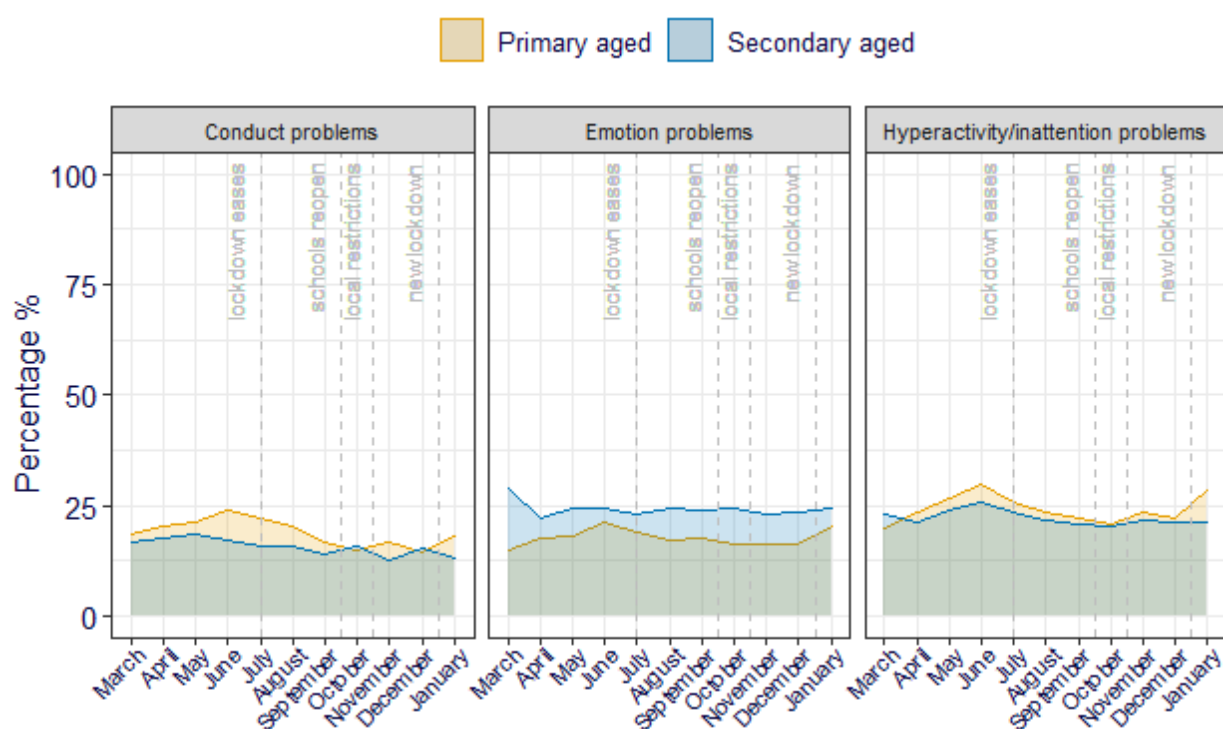 Primary aged
Secondary aged
Conduct problems
Emotion problems
Hyperactivity/inattention problems
Percentage %
100
75
50
25
0
lockdown eases
schools reopen
local restrictions
new lockdown
lockdown eases
schools reopen
local restrictions
new lockdown
lockdown eases
schools reopen
local restrictions
new lockdown
March
April
May
June
July
August
September
October
November
December
January
March
April
May
June
July
August
September
October
November
December
January
March
April
May
June
July
August
September
October
November
December
January